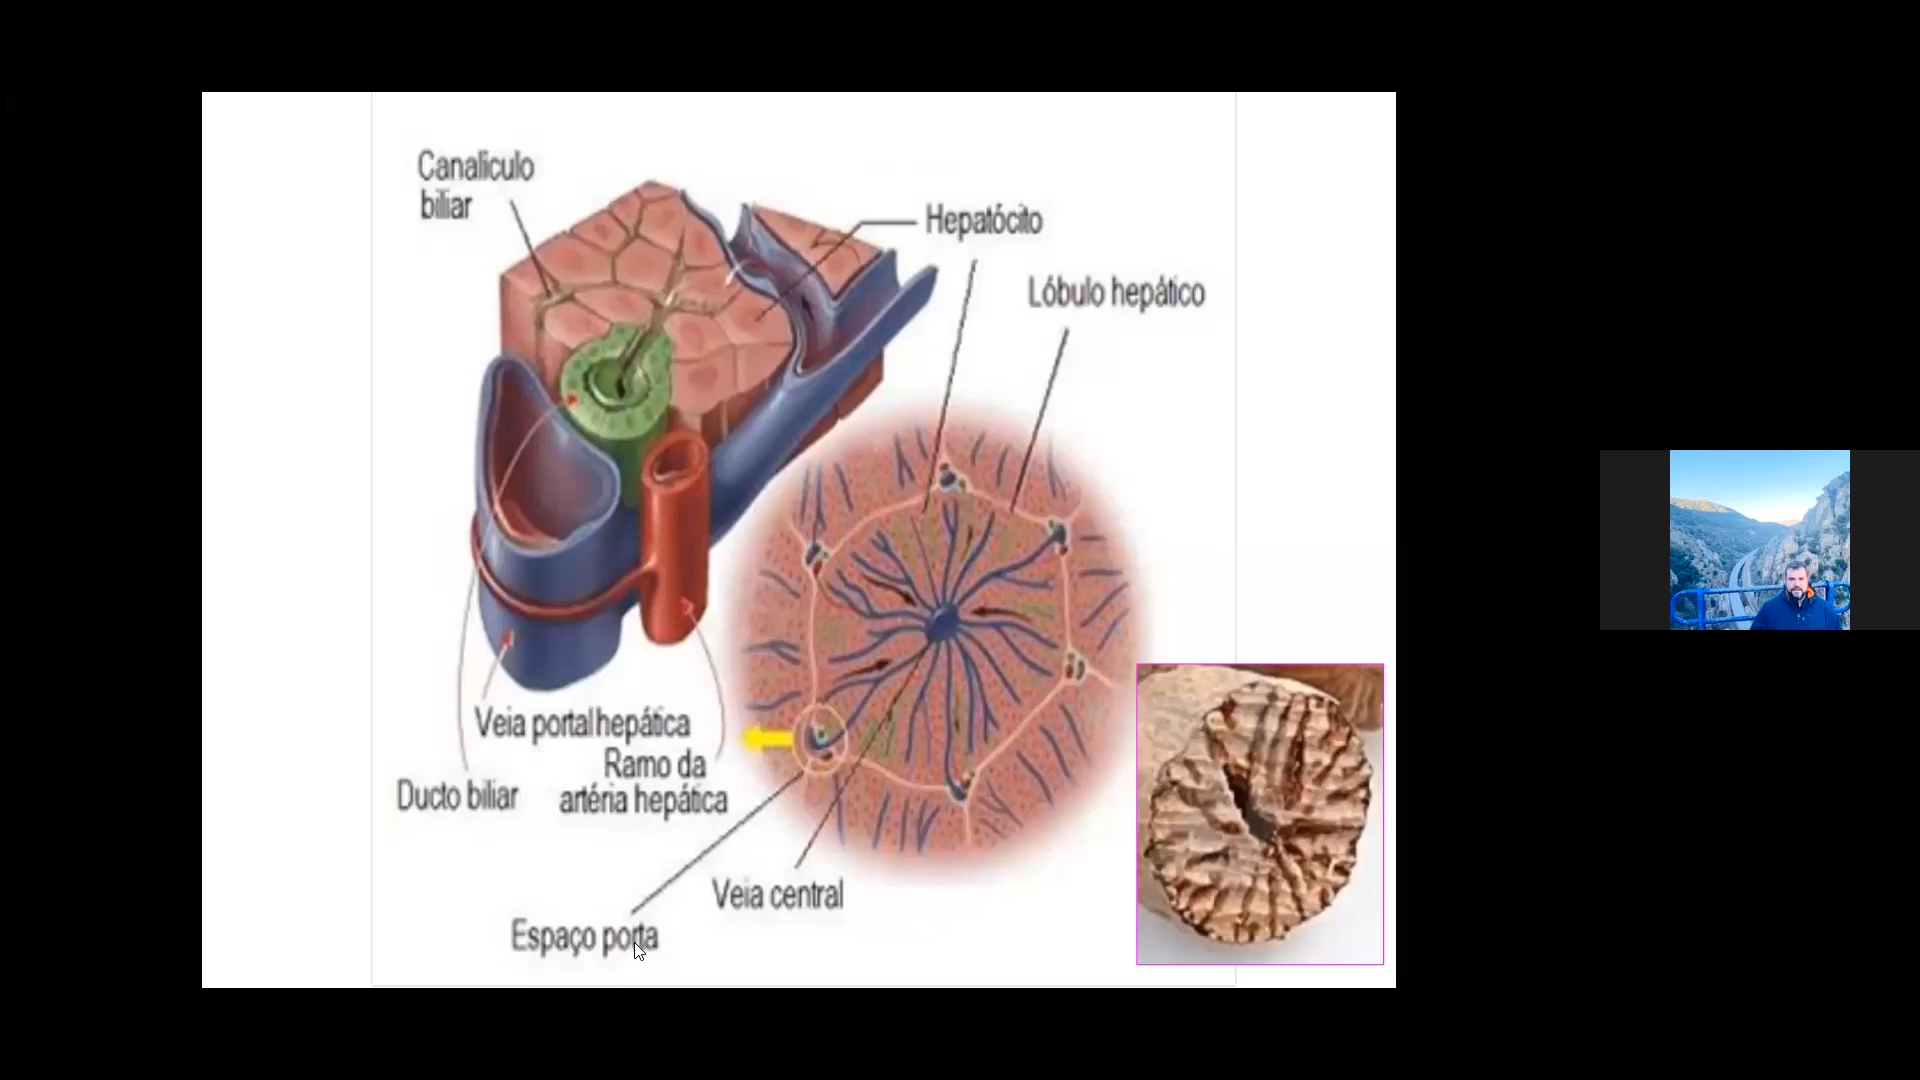 Canaliculo
biliar
Hepatócito
Lóbulo hepático
Veia portal hepática
Ramo da
artéria hepática
Ducto biliar
Veia central
Espaço porta